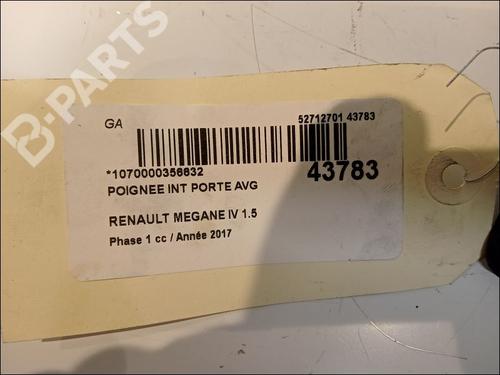 B-PARTS
GA
52712701 43783
*1070000356632
43783
POIGNEE INT PORTE AVG
RENAULT MEGANE IV 1.5
Phase 1 cc / Année 2017